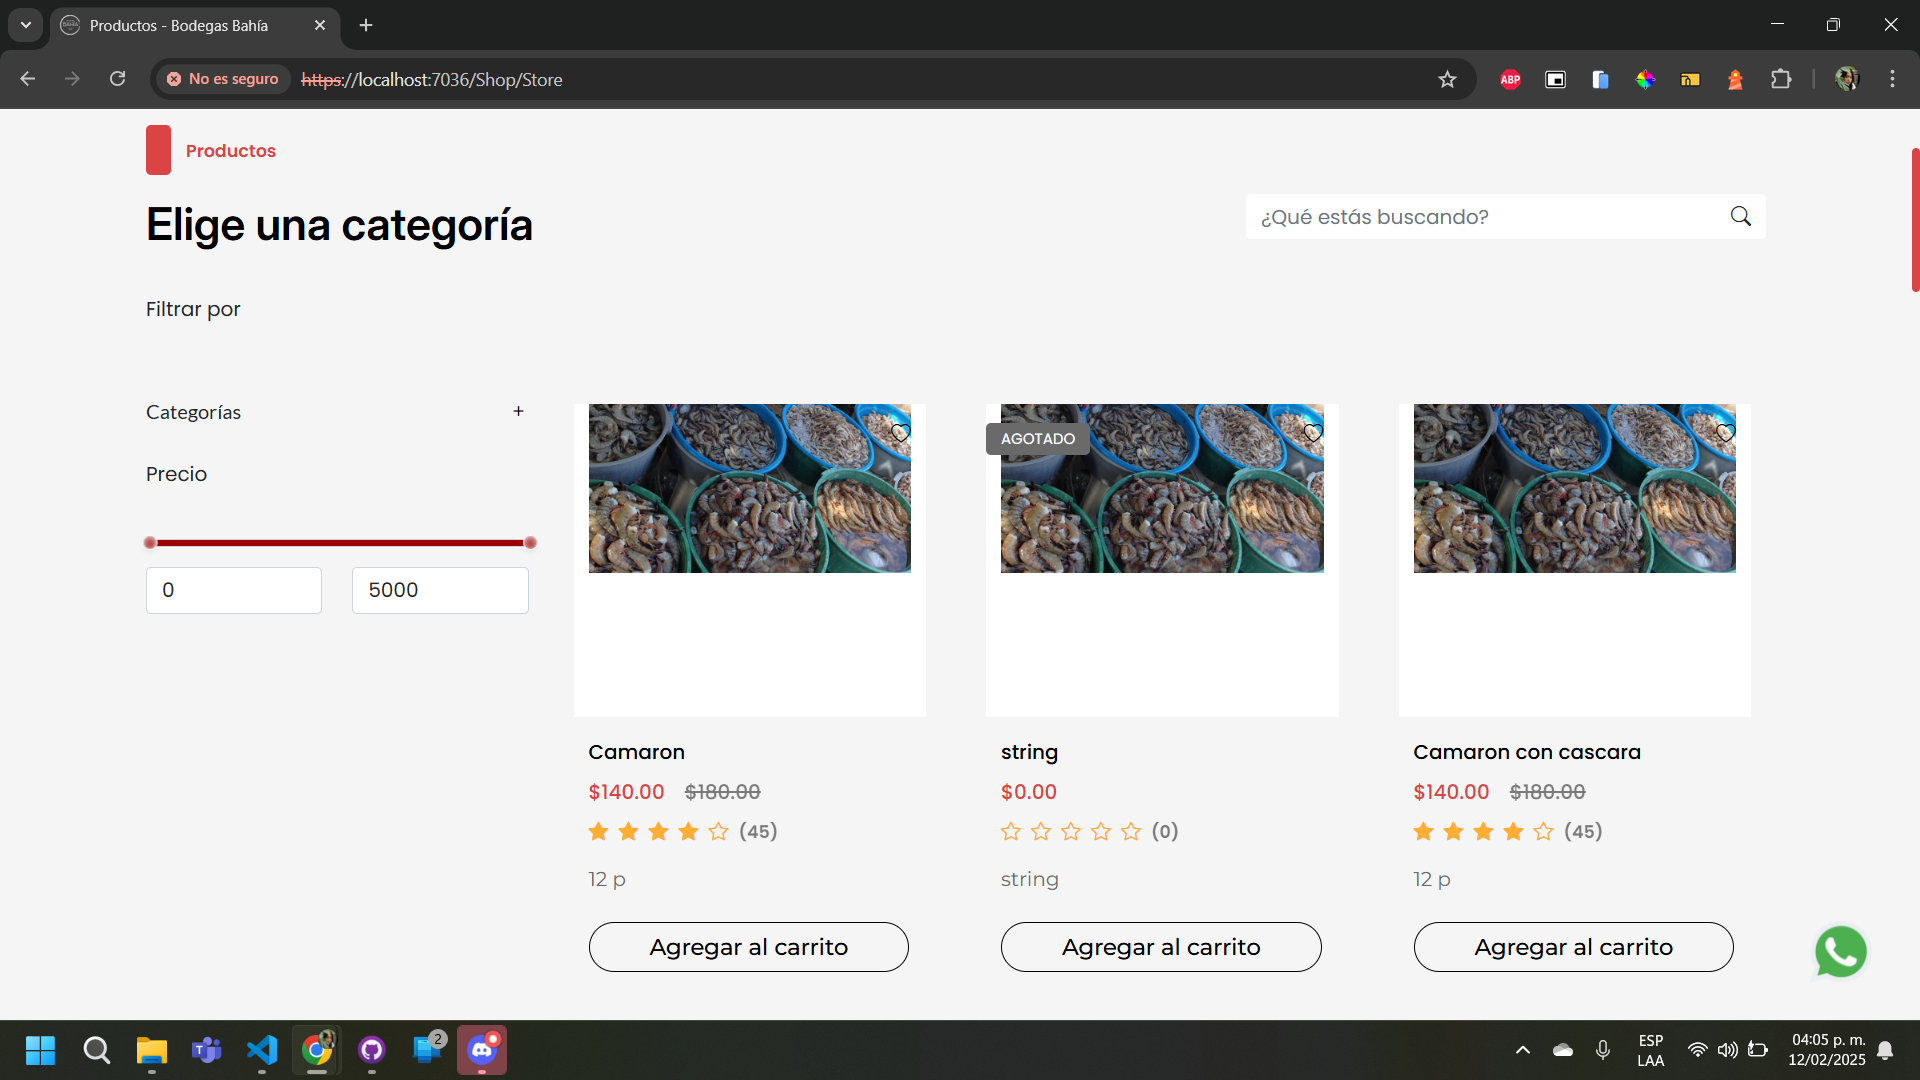 Productos - Bodegas Bahía
No es seguro
https://localhost:7036/Shop/Store
ABP
Productos
Elige una categoría
¿Qué estás buscando?
Filtrar por
Categorías
+
Precio
0
5000
AGOTADO
Camaron
$140.00 $180.00
(45)
12 p
Agregar al carrito
string
$0.00
(0)
string
Agregar al carrito
Camaron con cascara
$140.00 $180.00
(45)
12 p
Agregar al carrito
2
ESP
LAA
04:05 p. m.
12/02/2025